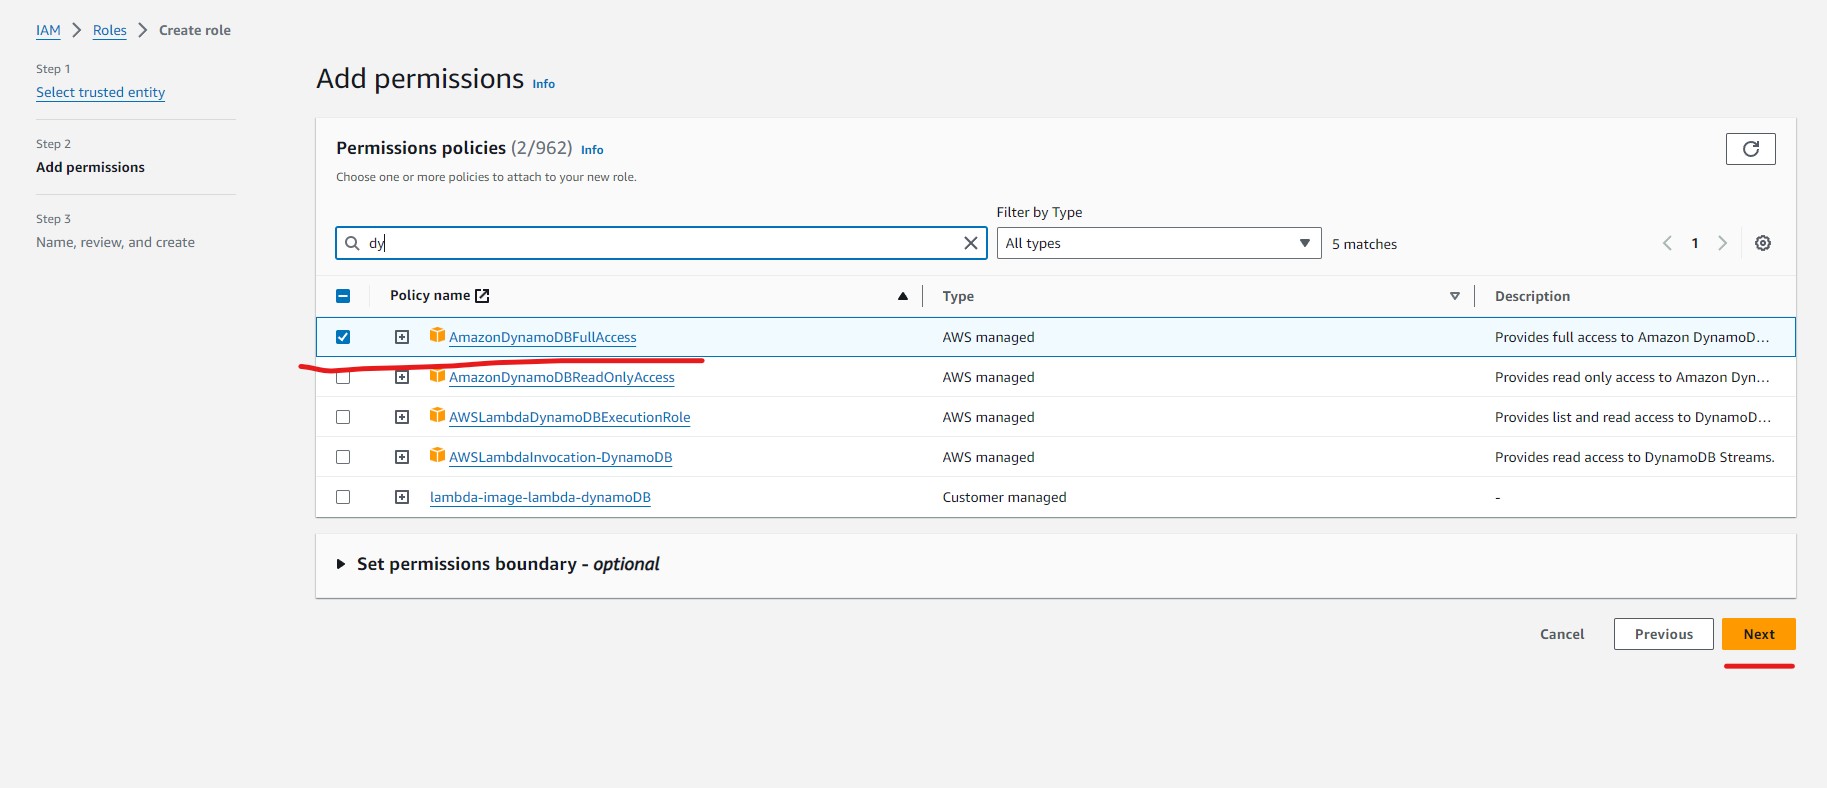 IAM > Roles > Create role
Step 1
Select trusted entity
Step 2
Add permissions
Step 3
Name, review, and create
Add permissions Info
Permissions policies (2/962) Info
Choose one or more policies to attach to your new role.
Filter by Type
dy
All types
5 matches
1
Policy name
Type
Description
AmazonDynamoDBFullAccess
AWS managed
Provides full access to Amazon DynamoD...
AmazonDynamoDBReadOnlyAccess
AWS managed
Provides read only access to Amazon Dyn...
AWSLambdaDynamoDBExecutionRole
AWS managed
Provides list and read access to DynamoD...
AWSLambdaInvocation-DynamoDB
AWS managed
Provides read access to DynamoDB Streams.
lambda-image-lambda-dynamoDB
Customer managed
-
Set permissions boundary - optional
Cancel
Previous
Next